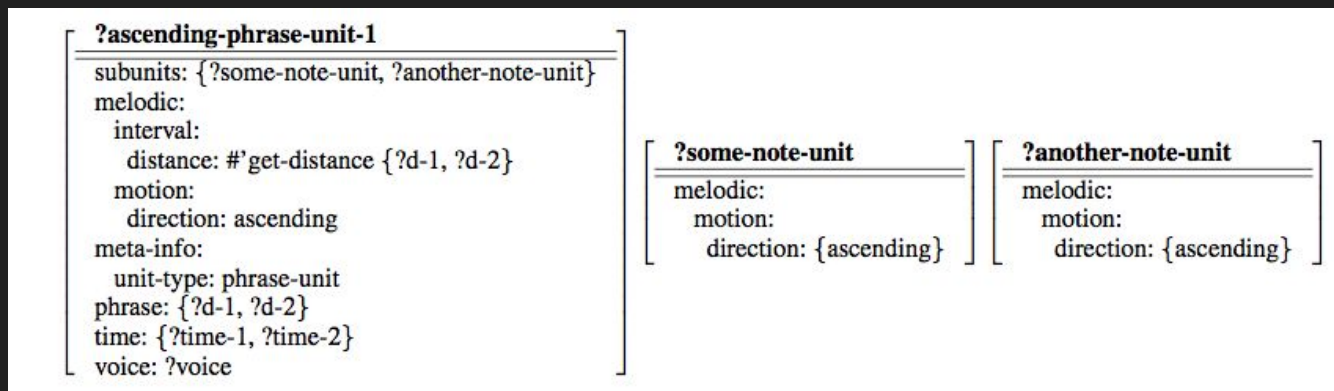 ?ascending-phrase-unit-1
subunits: {?some-note-unit, ?another-note-unit}
melodic:
interval:
distance: #’get-distance {?d-1, ?d-2}
motion:
direction: ascending
meta-info:
unit-type: phrase-unit
phrase: {?d-1, ?d-2}
time: {?time-1, ?time-2}
voice: ?voice
?some-note-unit
melodic:
motion:
direction: {ascending}
?another-note-unit
melodic:
motion:
direction: {ascending}